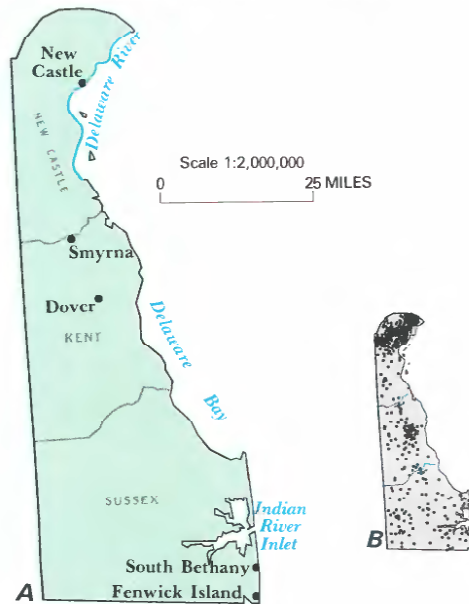 New
Castle
Delaware River
NEW CASTLE
Scale 1:2,000,000
0 25 MILES
Smyrna
Dover
KENT
Delaware
Bay
SUSSEX
Indian
River
Inlet
South Bethany
Fenwick Island
A
B